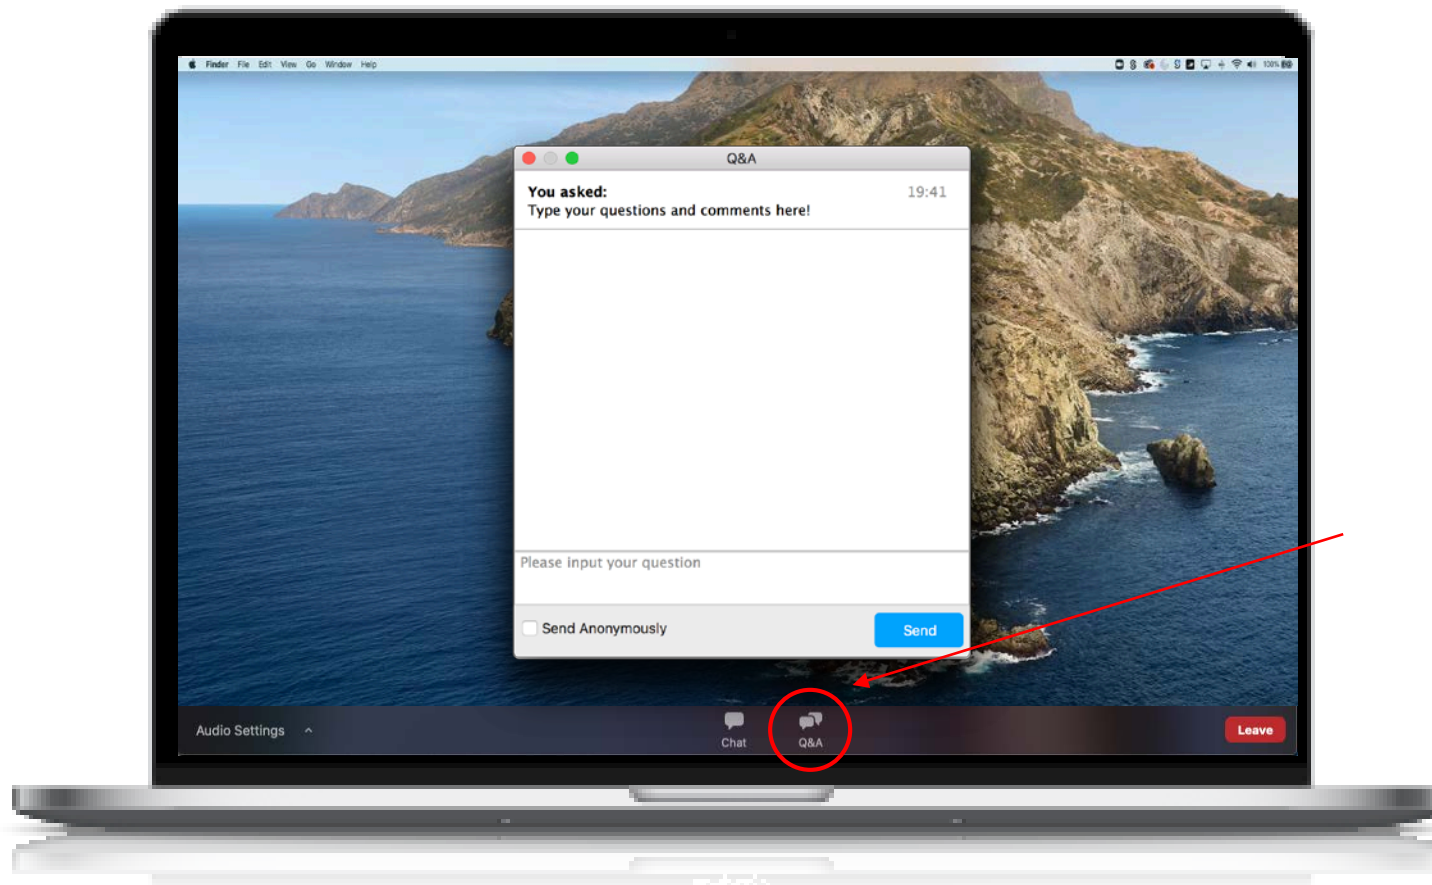 Finder File Edit View Go Window Help
100%
Q&A
You asked: 19:41
Type your questions and comments here!
Please input your question
Send Anonymously
Send
Audio Settings
Chat
Q&A
Leave